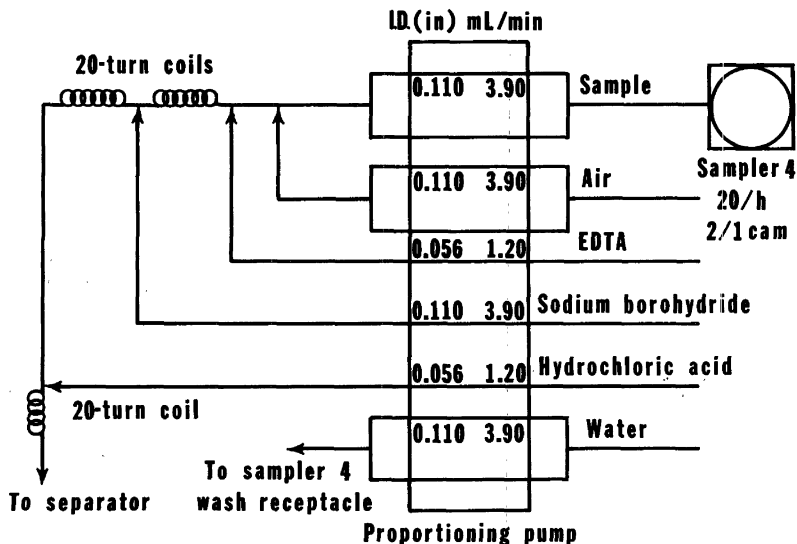 I.D. (in) mL/min
20-turn coils
0.110 3.90 Sample
Sampler 4
20/h
2/1 cam
0.110 3.90 Air
0.056 1.20 EDTA
0.110 3.90 Sodium borohydride
0.056 1.20 Hydrochloric acid
20-turn coil
0.110 3.90 Water
To sampler 4
wash receptacle
To separator
Proportioning pump